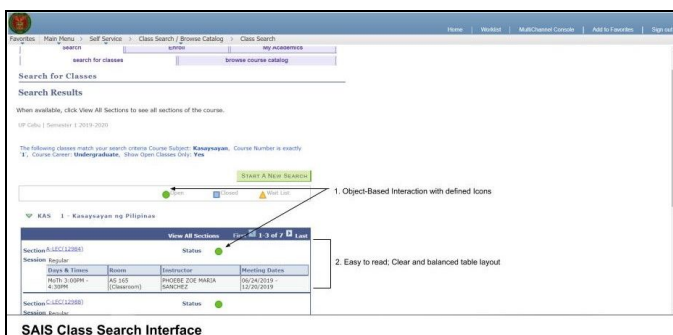 Home | Worklist | MultiChannel Console | Add to Favorites | Sign out
Favorites Main Menu > Self Service > Class Search / Browse Catalog > Class Search
Search Enroll My Academics
search for classes browse course catalog
Search for Classes
Search Results
When available, click View All Sections to see all sections of the course.
UP Cebu | Semester 1 2019-2020
The following classes match your search criteria Course Subject: Kasaysayan, Course Number is exactly
'1', Course Career: Undergraduate, Show Open Classes Only: Yes
START A NEW SEARCH
Open Closed Wait List
1. Object-Based Interaction with defined Icons
KAS 1 - Kasaysayan ng Pilipinas
View All Sections First 1-3 of 7 Last
Section A-LEC(12984) Status
Session Regular
2. Easy to read; Clear and balanced table layout
Days & Times Room Instructor Meeting Dates
MoTh 3:00PM - AS 165 PHOEBE ZOE MARIA 06/24/2019 -
4:30PM (Classroom) SANCHEZ 12/20/2019
Section C-LEC(12988) Status
Session Regular
SAIS Class Search Interface